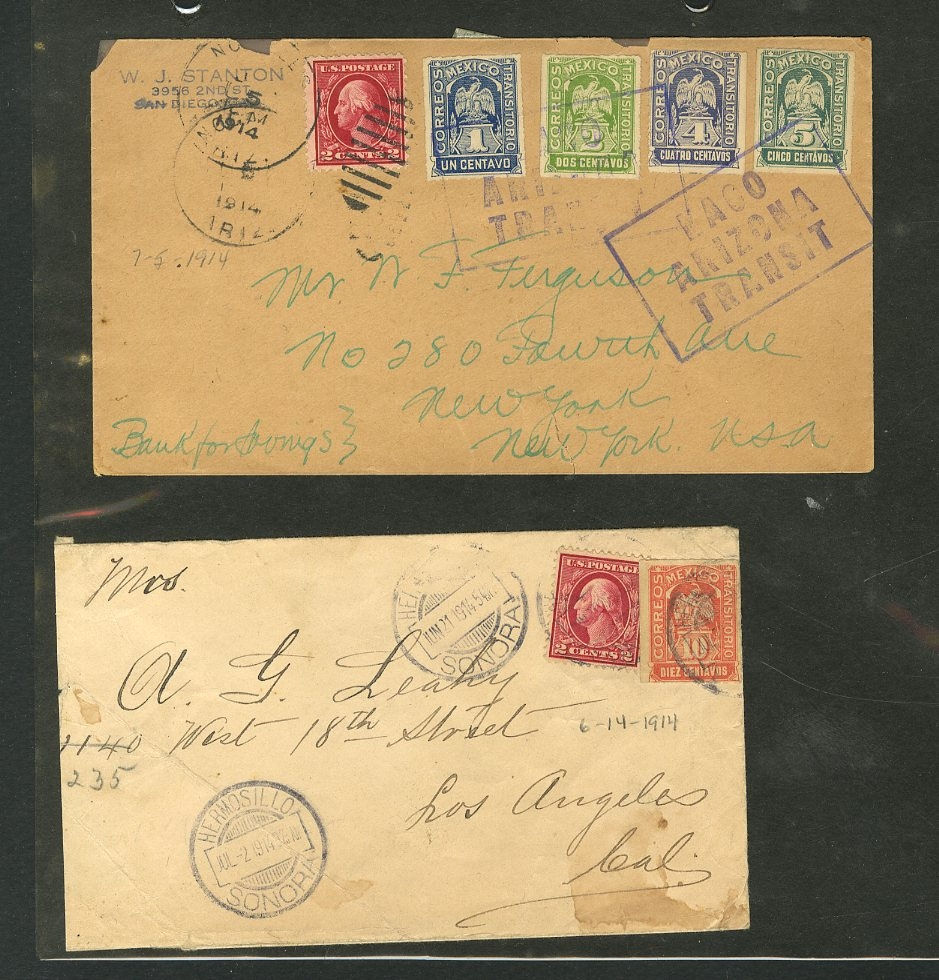 W. J. STANTON
3956 2ND ST.
SAN DIEGO
1914
ARIZ.
1914
ARIZ.
U.S. POSTAGE
2 CENTS 2
CORREOS MEXICO TRANSITORIO
1
UN CENTAVO
CORREOS MEXICO TRANSITORIO
2
DOS CENTAVOS
CORREOS MEXICO TRANSITORIO
4
CUATRO CENTAVOS
CORREOS MEXICO TRANSITORIO
5
CINCO CENTAVOS
NACO
ARIZONA
TRANSIT
7-5-1914
Mr W F. Ferguson
No 280 Fourth Ave
New York
Bank for Savings }
New York. USA
Mrs.
SONORA
U.S. POSTAGE
2 CENTS 2
CORREOS MEXICO TRANSITORIO
10
DIEZ CENTAVOS
A. G. Leahy
6-14-1914
1140 West 18th Street
235
Los Angeles
Cal.
HERMOSILLO
JUL-2 1914
SONORA